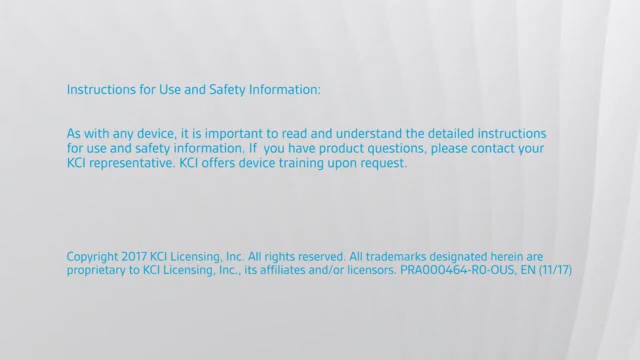 Instructions for Use and Safety Information:
As with any device, it is important to read and understand the detailed instructions
for use and safety information. If you have product questions, please contact your
KCI representative. KCI offers device training upon request.
Copyright 2017 KCI Licensing, Inc. All rights reserved. All trademarks designated herein are
proprietary to KCI Licensing, Inc., its affiliates and/or licensors. PRA000464-R0-OUS, EN (11/17)